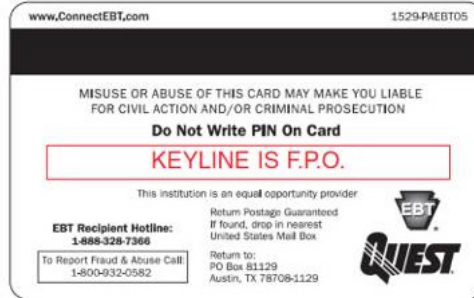 www.ConnectEBT.com 1529-PAEBT05
MISUSE OR ABUSE OF THIS CARD MAY MAKE YOU LIABLE
FOR CIVIL ACTION AND/OR CRIMINAL PROSECUTION
Do Not Write PIN On Card
KEYLINE IS F.P.O.
This institution is an equal opportunity provider
EBT Recipient Hotline:
1-888-328-7366
To Report Fraud & Abuse Call:
1-800-932-0582
Return Postage Guaranteed
If found, drop in nearest
United States Mail Box
Return to:
PO Box 81129
Austin, TX 78708-1129
EBT
QUEST